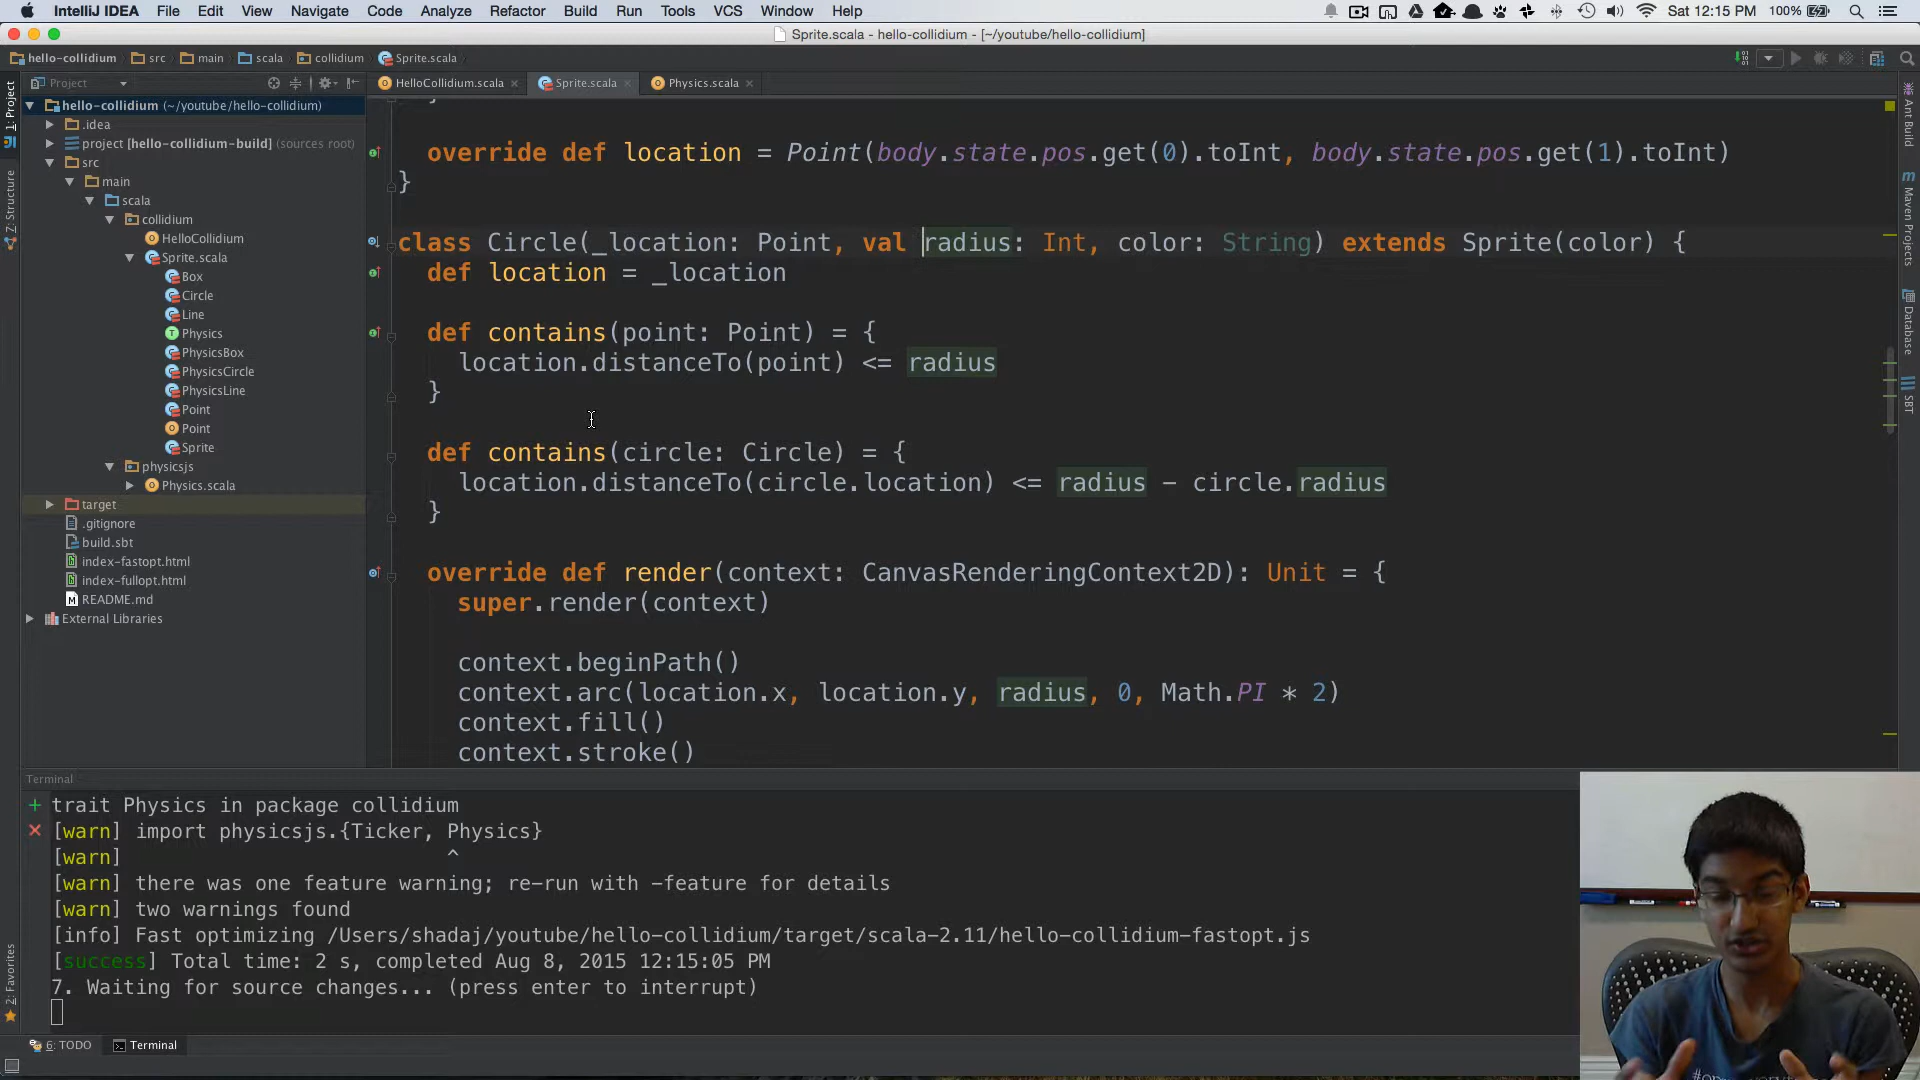 IntelliJ IDEA File Edit View Navigate Code Analyze Refactor Build Run Tools VCS Window Help Sat 12:15 PM 100%
Sprite.scala - hello-collidium - [~/youtube/hello-collidium]
hello-collidium src main scala collidium Sprite.scala
Project HelloCollidium.scala Sprite.scala Physics.scala
hello-collidium (~/youtube/hello-collidium)
.idea
project [hello-collidium-build] (sources root)
src
main
scala
collidium
HelloCollidium
Sprite.scala
Box
Circle
Line
Physics
PhysicsBox
PhysicsCircle
PhysicsLine
Point
Point
Sprite
physicsjs
Physics.scala
target
.gitignore
build.sbt
index-fastopt.html
index-fullopt.html
README.md
External Libraries
1: Project
7: Structure
2: Favorites
}
override def location = Point(body.state.pos.get(0).toInt, body.state.pos.get(1).toInt)
}
class Circle(_location: Point, val radius: Int, color: String) extends Sprite(color) {
def location = _location
def contains(point: Point) = {
location.distanceTo(point) <= radius
}
def contains(circle: Circle) = {
location.distanceTo(circle.location) <= radius - circle.radius
}
override def render(context: CanvasRenderingContext2D): Unit = {
super.render(context)
context.beginPath()
context.arc(location.x, location.y, radius, 0, Math.PI * 2)
context.fill()
context.stroke()
Ant Build
Maven Projects
Database
SBT
Terminal
trait Physics in package collidium
[warn] import physicsjs.{Ticker, Physics}
[warn] ^
[warn] there was one feature warning; re-run with -feature for details
[warn] two warnings found
[info] Fast optimizing /Users/shadaj/youtube/hello-collidium/target/scala-2.11/hello-collidium-fastopt.js
[success] Total time: 2 s, completed Aug 8, 2015 12:15:05 PM
7. Waiting for source changes... (press enter to interrupt)
6: TODO Terminal